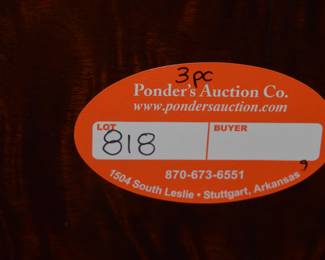 3pc
Ponder's Auction Co.
www.pondersauction.com
LOT BUYER
818
870-673-6551
1504 South Leslie • Stuttgart, Arkansas